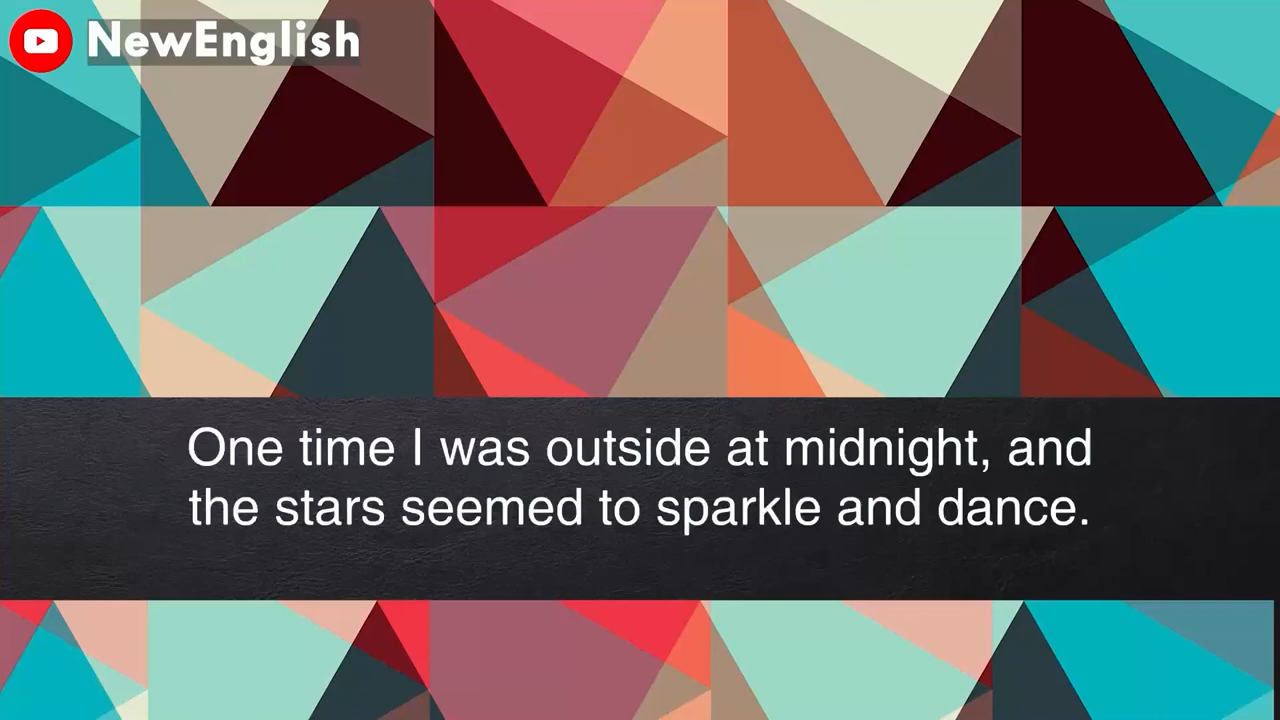 NewEnglish
One time I was outside at midnight, and
the stars seemed to sparkle and dance.